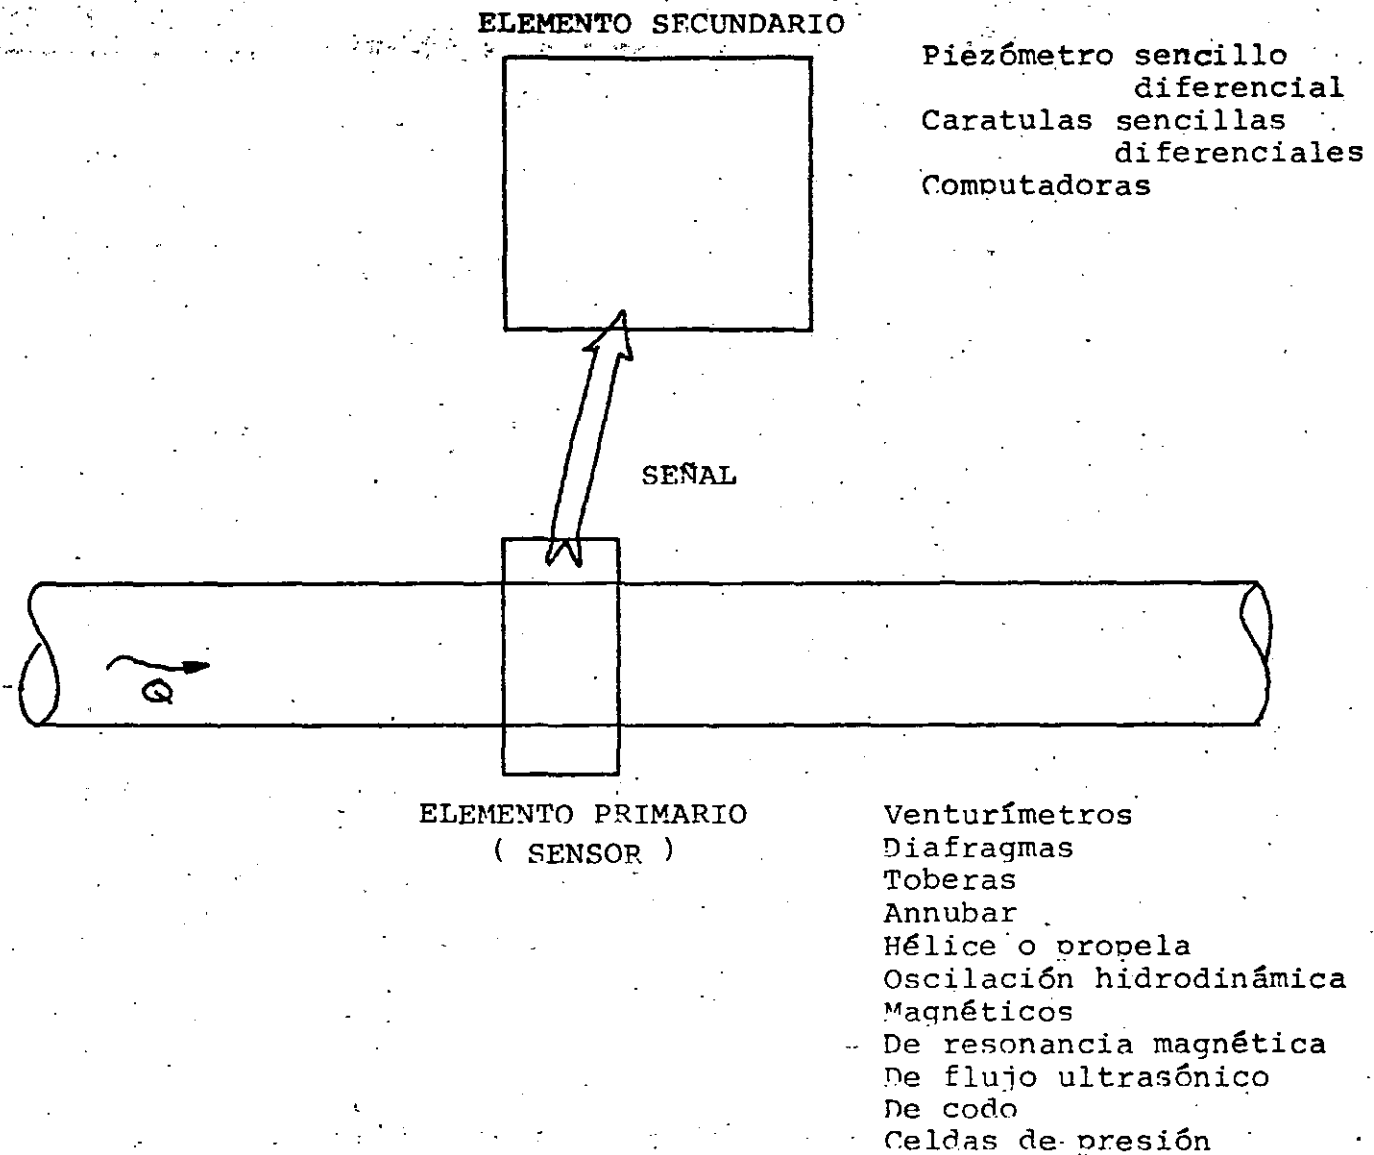 ELEMENTO SECUNDARIO
Piezómetro sencillo
diferencial
Caratulas sencillas
diferenciales
Computadoras
SEÑAL
Q
ELEMENTO PRIMARIO
( SENSOR )
Venturímetros
Diafragmas
Toberas
Annubar
Hélice o propela
Oscilación hidrodinámica
Magnéticos
De resonancia magnética
De flujo ultrasónico
De codo
Celdas de presión